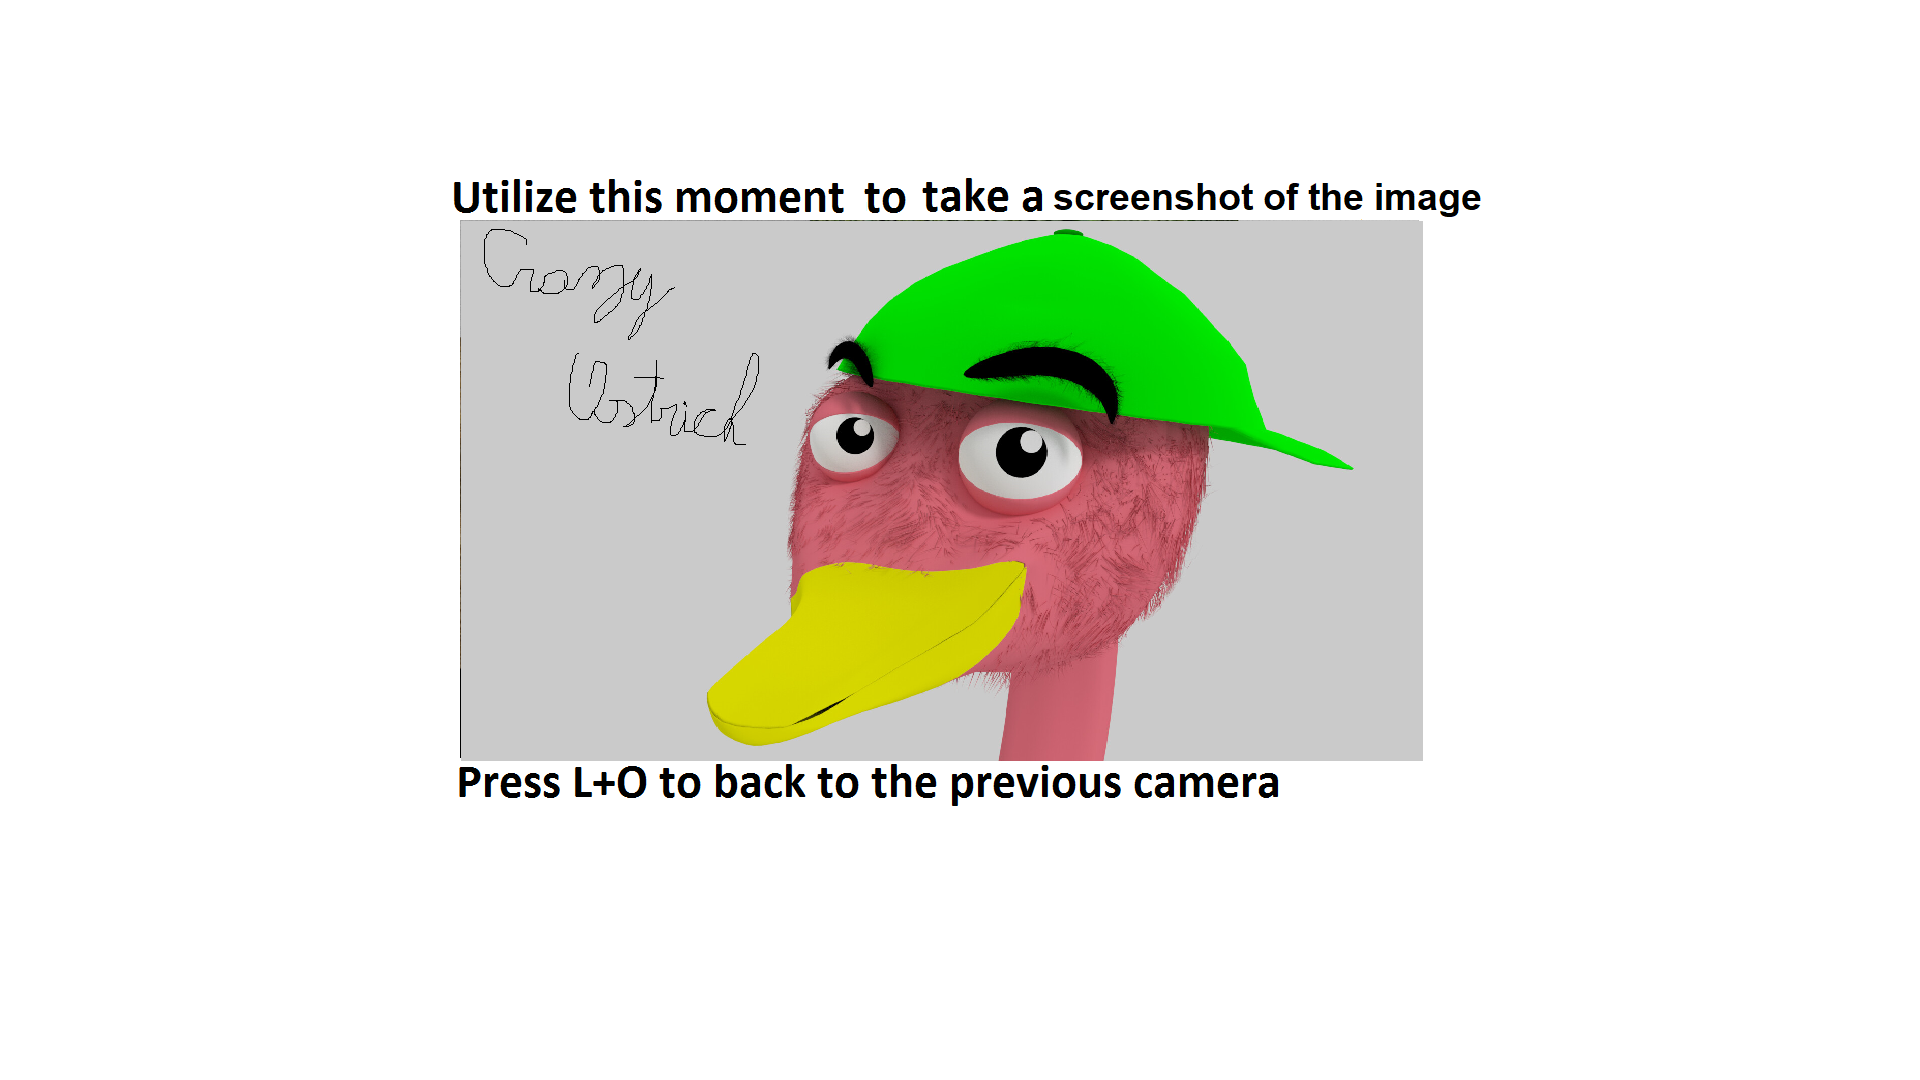 Utilize this moment to take a screenshot of the image
Crazy
Ostrich
Press L+O to back to the previous camera